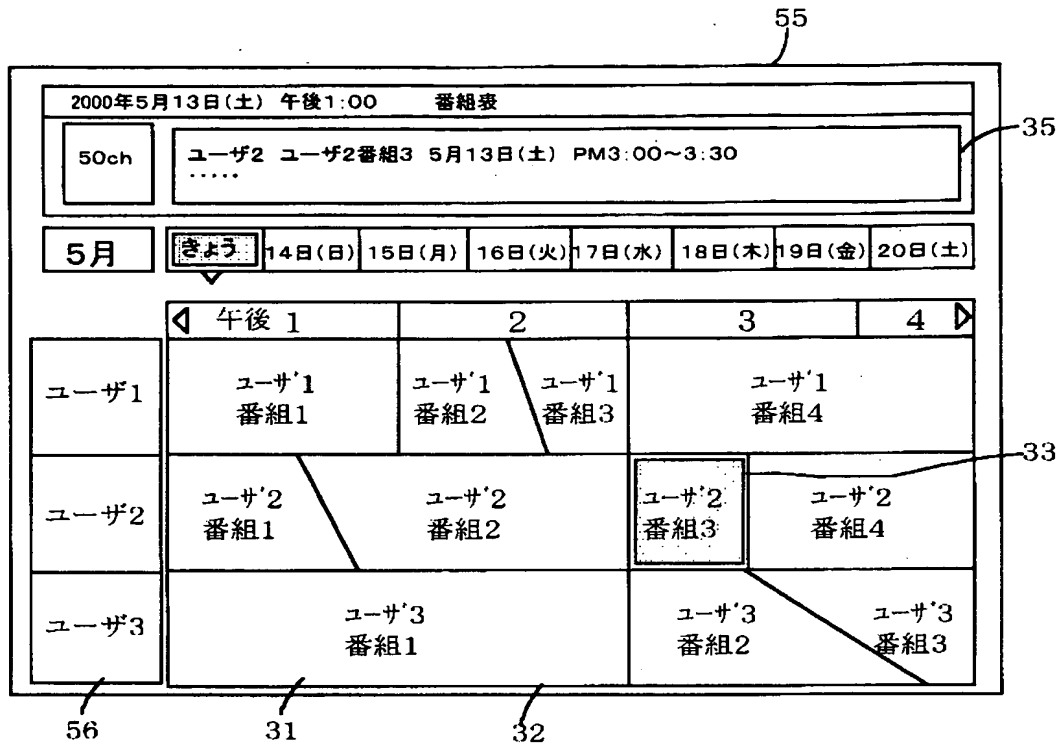 55
2000年5月13日(土) 午後1:00 番組表
50ch
ユーザ2 ユーザ2番組3 5月13日(土) PM3:00～3:30
・・・・・
35
5月 きょう 14日(日) 15日(月) 16日(火) 17日(水) 18日(木) 19日(金) 20日(土)
午後 1 2 3 4
ユーザ1
ユーザ1
番組1
ユーザ1
番組2
ユーザ1
番組3
ユーザ1
番組4
33
ユーザ2
ユーザ2
番組1
ユーザ2
番組2
ユーザ2
番組3
ユーザ2
番組4
ユーザ3
ユーザ3
番組1
ユーザ3
番組2
ユーザ3
番組3
56 31 32